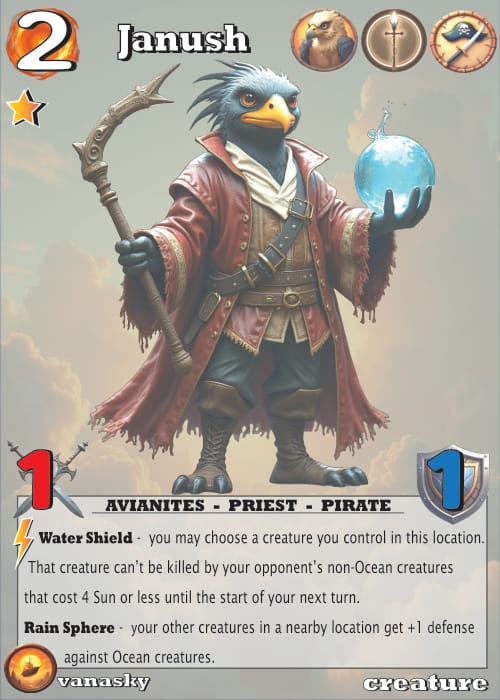 2
Janush
1
1
AVIANITES - PRIEST - PIRATE
Water Shield - you may choose a creature you control in this location.
That creature can't be killed by your opponent's non-Ocean creatures
that cost 4 Sun or less until the start of your next turn.
Rain Sphere - your other creatures in a nearby location get +1 defense
against Ocean creatures.
vanasky
creature